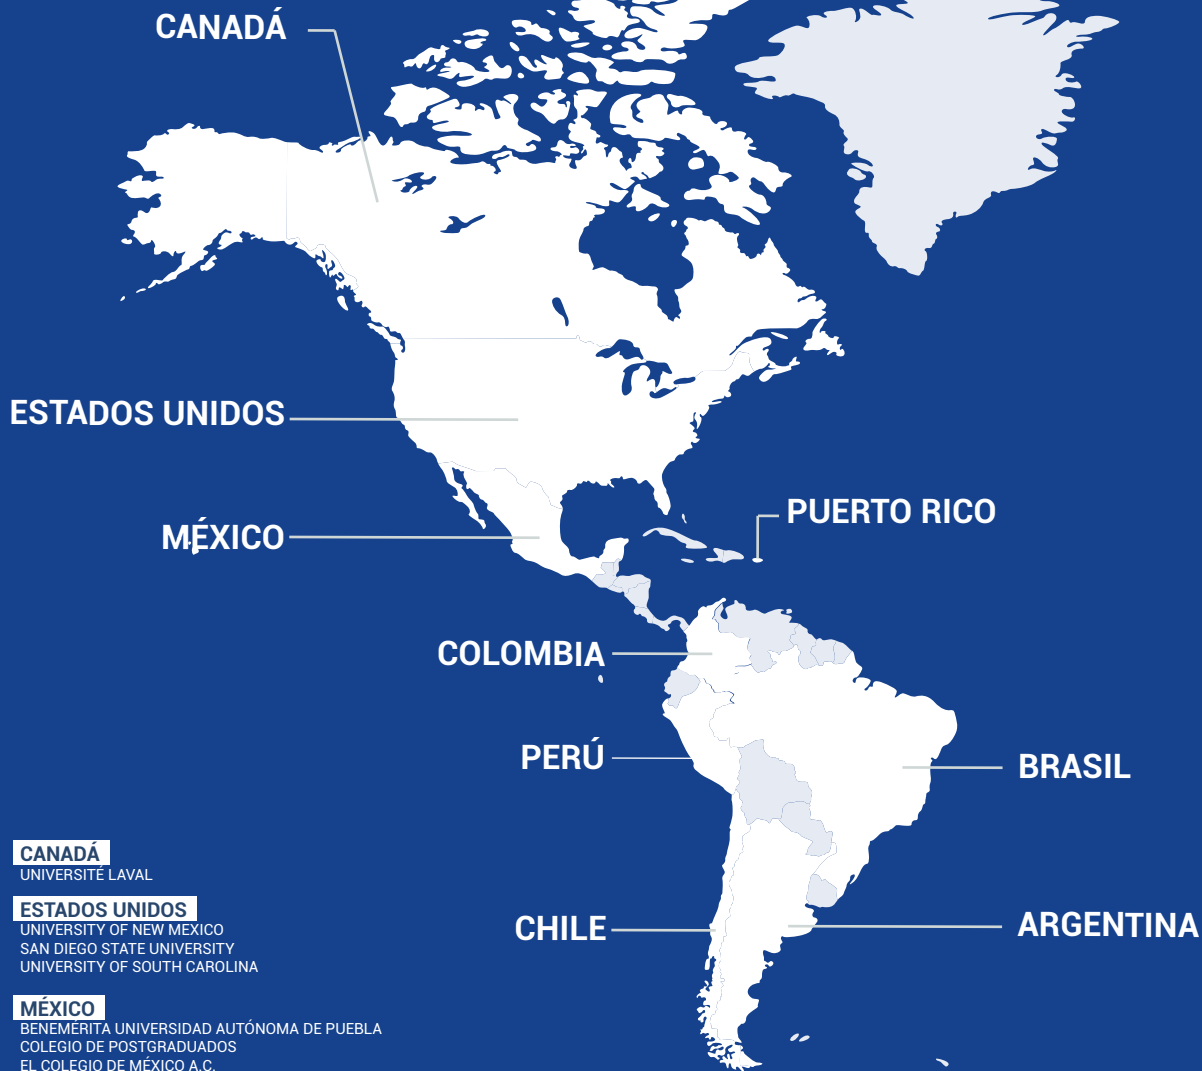 CANADÁ
ESTADOS UNIDOS
PUERTO RICO
MÉXICO
COLOMBIA
PERÚ
BRASIL
CHILE
ARGENTINA
CANADÁ
UNIVERSITÉ LAVAL
ESTADOS UNIDOS
UNIVERSITY OF NEW MEXICO
SAN DIEGO STATE UNIVERSITY
UNIVERSITY OF SOUTH CAROLINA
MÉXICO
BENEMÉRITA UNIVERSIDAD AUTÓNOMA DE PUEBLA
COLEGIO DE POSTGRADUADOS
EL COLEGIO DE MÉXICO A.C.